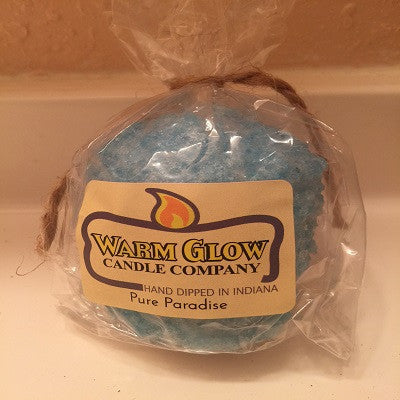 WARM GLOW
CANDLE COMPANY
HAND DIPPED IN INDIANA
Pure Paradise